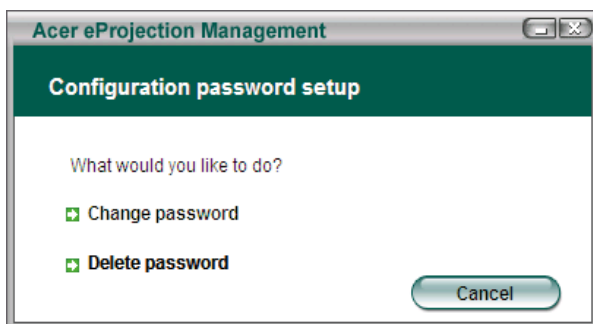 Acer eProjection Management
Configuration password setup
What would you like to do?
Change password
Delete password
Cancel